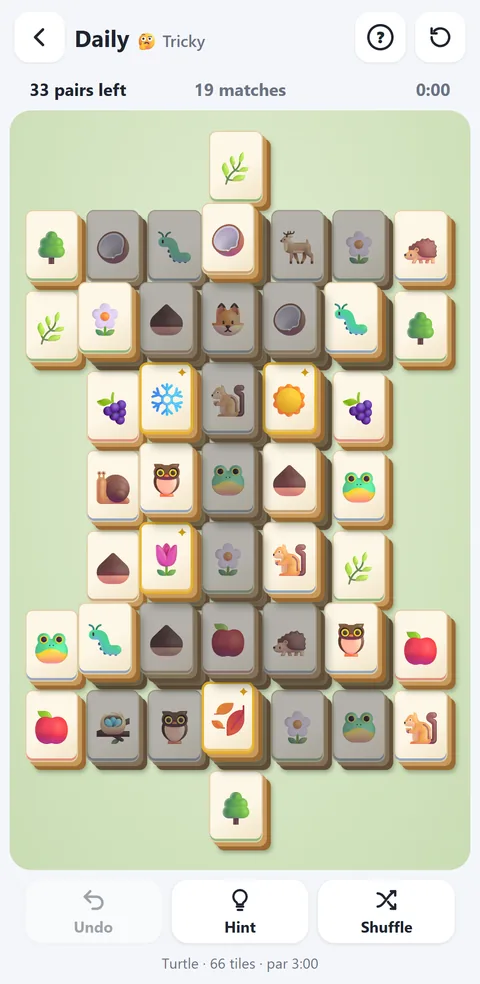 Daily 🤔 Tricky
33 pairs left 19 matches 0:00
Undo Hint Shuffle
Turtle · 66 tiles · par 3:00